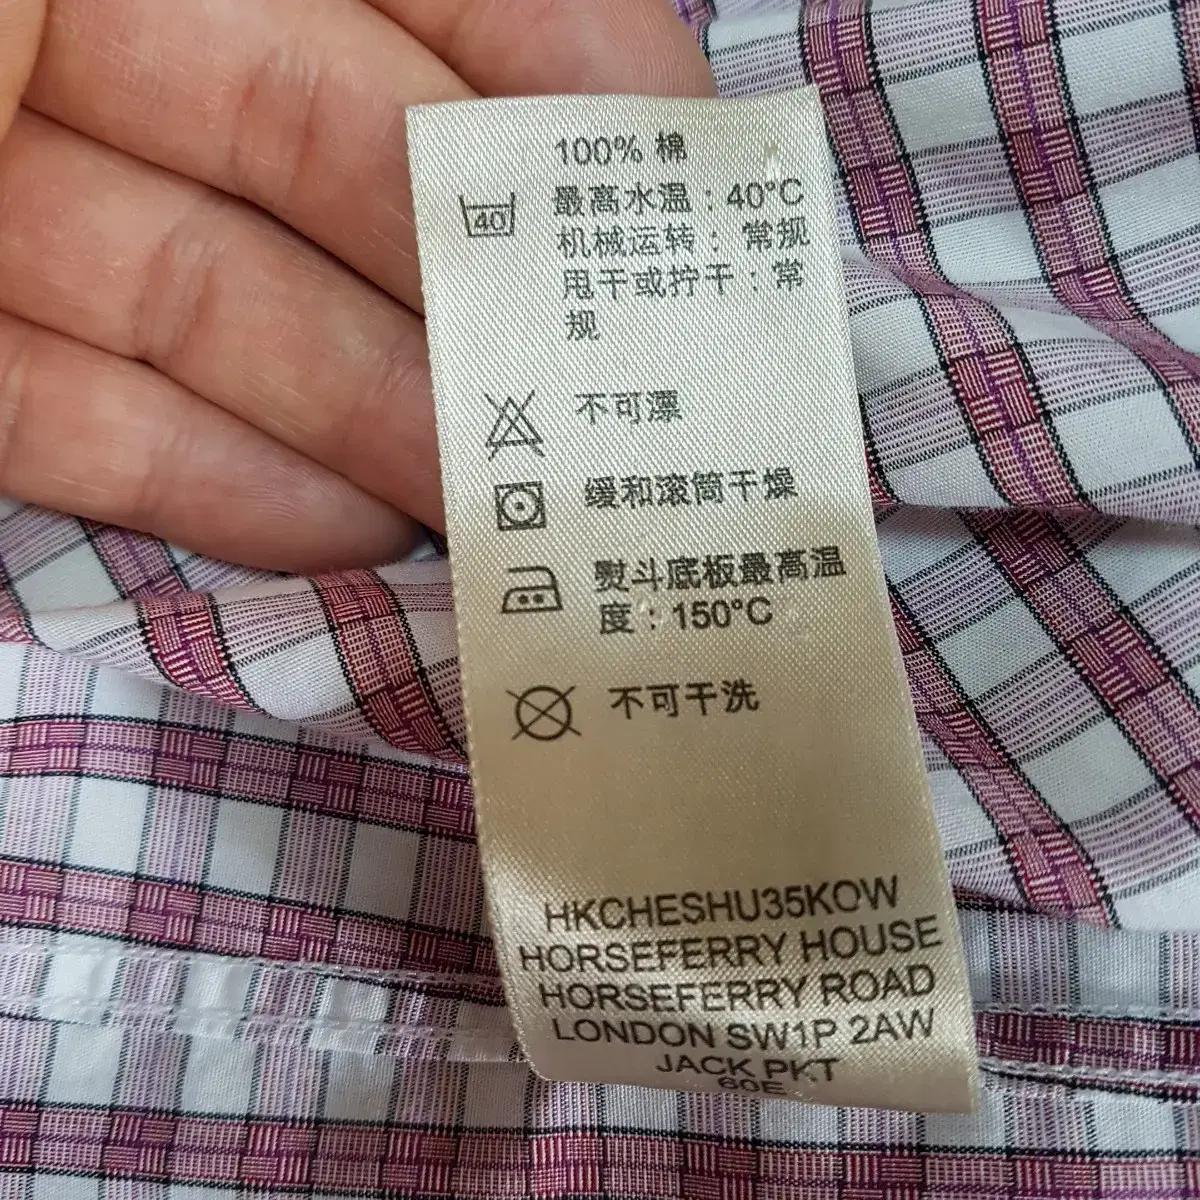 100% 棉
40
最高水温：40°C
机械运转： 常规
甩干或拧干：常
规
不可漂
缓和滚筒干燥
熨斗底板最高温
度：150°C
不可干洗
HKCHESHU35KOW
HORSEFERRY HOUSE
HORSEFERRY ROAD
LONDON SW1P 2AW
JACK PKT
60E